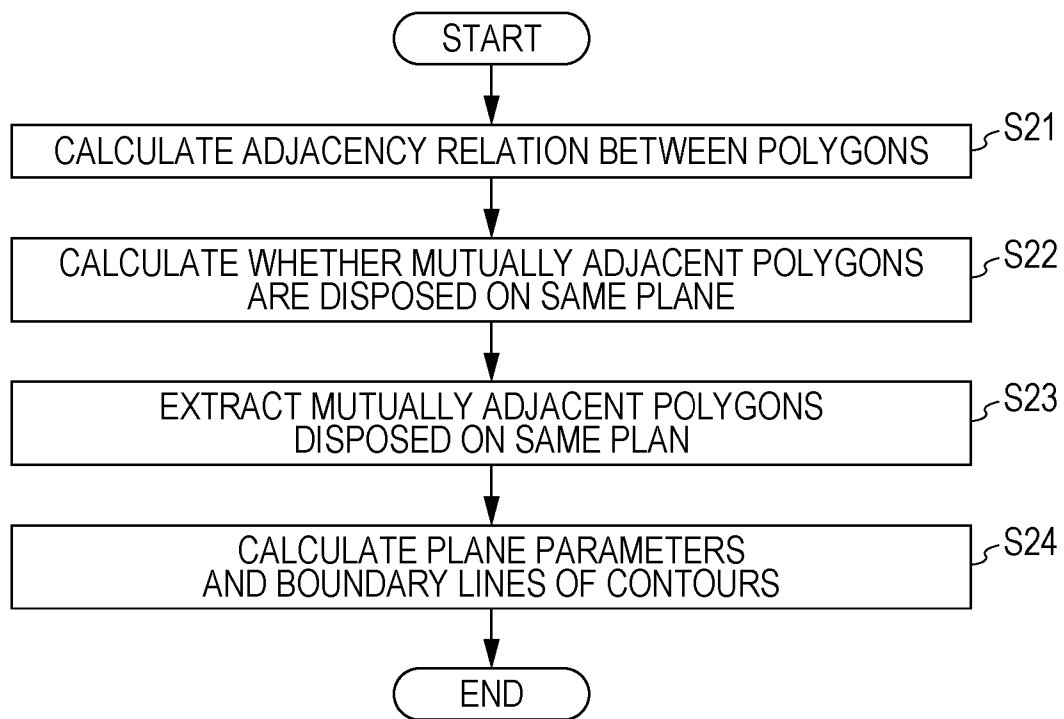 START
CALCULATE ADJACENCY RELATION BETWEEN POLYGONS
S21
CALCULATE WHETHER MUTUALLY ADJACENT POLYGONS
ARE DISPOSED ON SAME PLANE
S22
EXTRACT MUTUALLY ADJACENT POLYGONS
DISPOSED ON SAME PLAN
S23
CALCULATE PLANE PARAMETERS
AND BOUNDARY LINES OF CONTOURS
S24
END